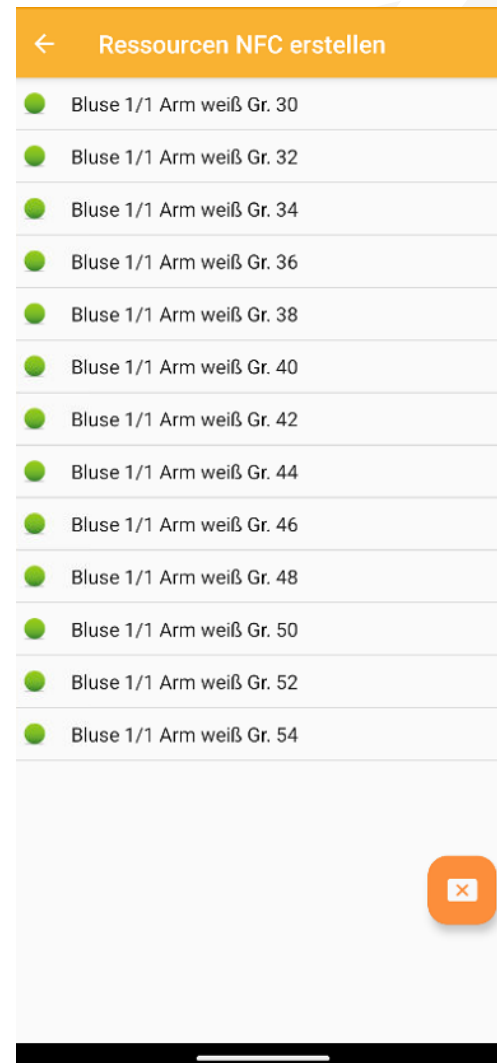 Ressourcen NFC erstellen
Bluse 1/1 Arm weiß Gr. 30
Bluse 1/1 Arm weiß Gr. 32
Bluse 1/1 Arm weiß Gr. 34
Bluse 1/1 Arm weiß Gr. 36
Bluse 1/1 Arm weiß Gr. 38
Bluse 1/1 Arm weiß Gr. 40
Bluse 1/1 Arm weiß Gr. 42
Bluse 1/1 Arm weiß Gr. 44
Bluse 1/1 Arm weiß Gr. 46
Bluse 1/1 Arm weiß Gr. 48
Bluse 1/1 Arm weiß Gr. 50
Bluse 1/1 Arm weiß Gr. 52
Bluse 1/1 Arm weiß Gr. 54